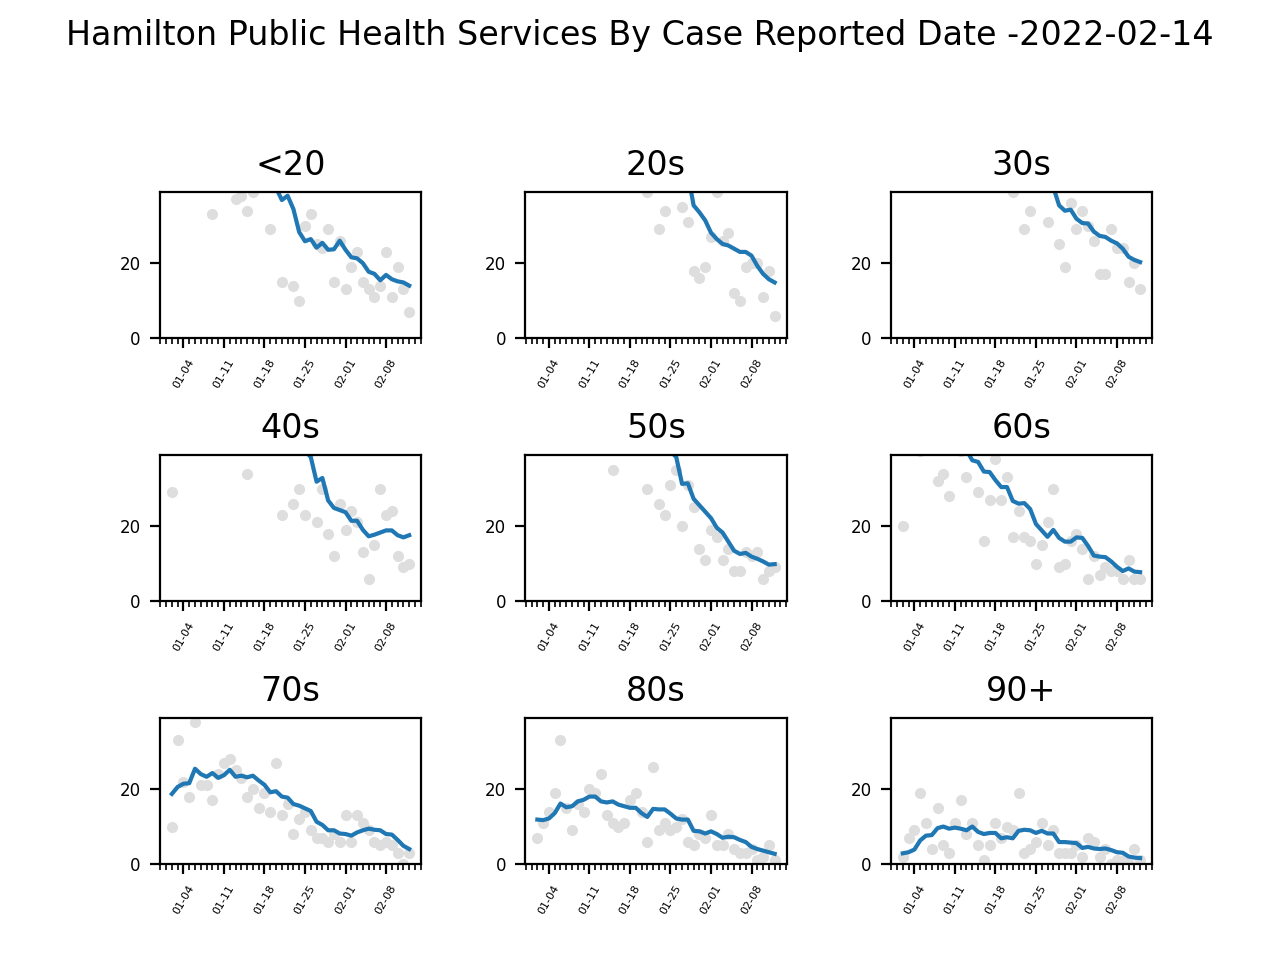 Hamilton Public Health Services By Case Reported Date -2022-02-14
<20 20s 30s
20 20 20
0 0 0
01-04 01-11 01-18 01-25 02-01 02-08 01-04 01-11 01-18 01-25 02-01 02-08 01-04 01-11 01-18 01-25 02-01 02-08
40s 50s 60s
20 20 20
0 0 0
01-04 01-11 01-18 01-25 02-01 02-08 01-04 01-11 01-18 01-25 02-01 02-08 01-04 01-11 01-18 01-25 02-01 02-08
70s 80s 90+
20 20 20
0 0 0
01-04 01-11 01-18 01-25 02-01 02-08 01-04 01-11 01-18 01-25 02-01 02-08 01-04 01-11 01-18 01-25 02-01 02-08